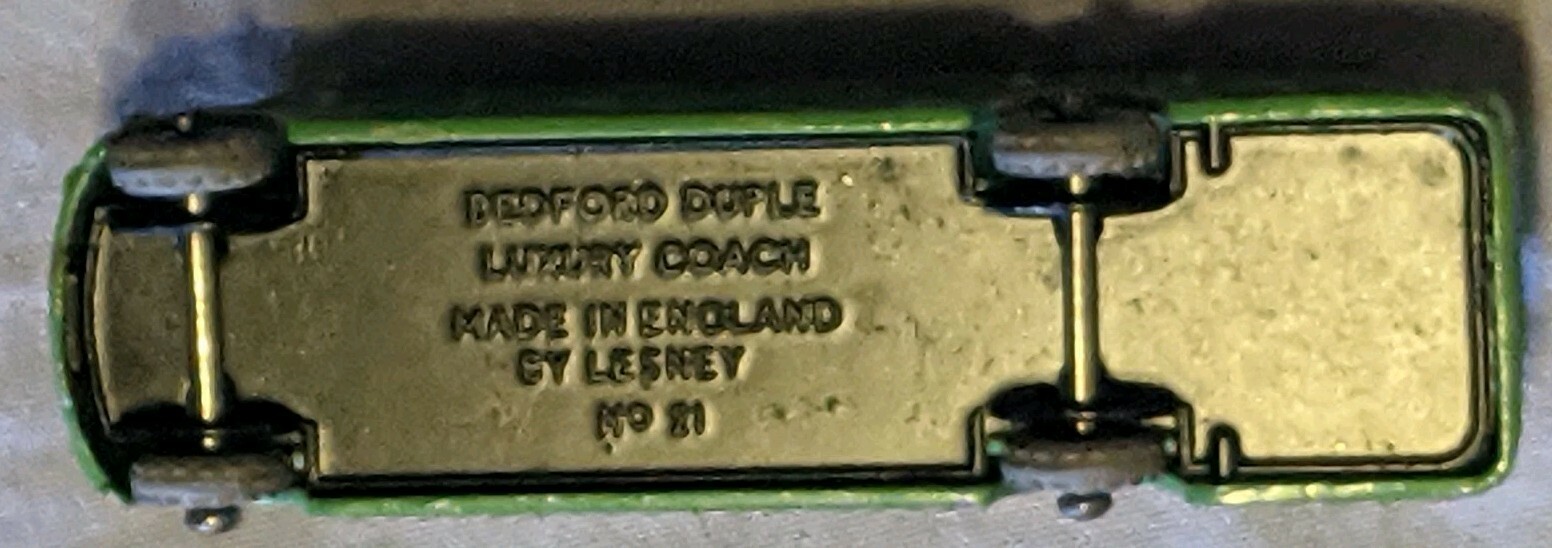 BEDFORD DUPLE
LUXURY COACH
MADE IN ENGLAND
BY LESNEY
NO 21